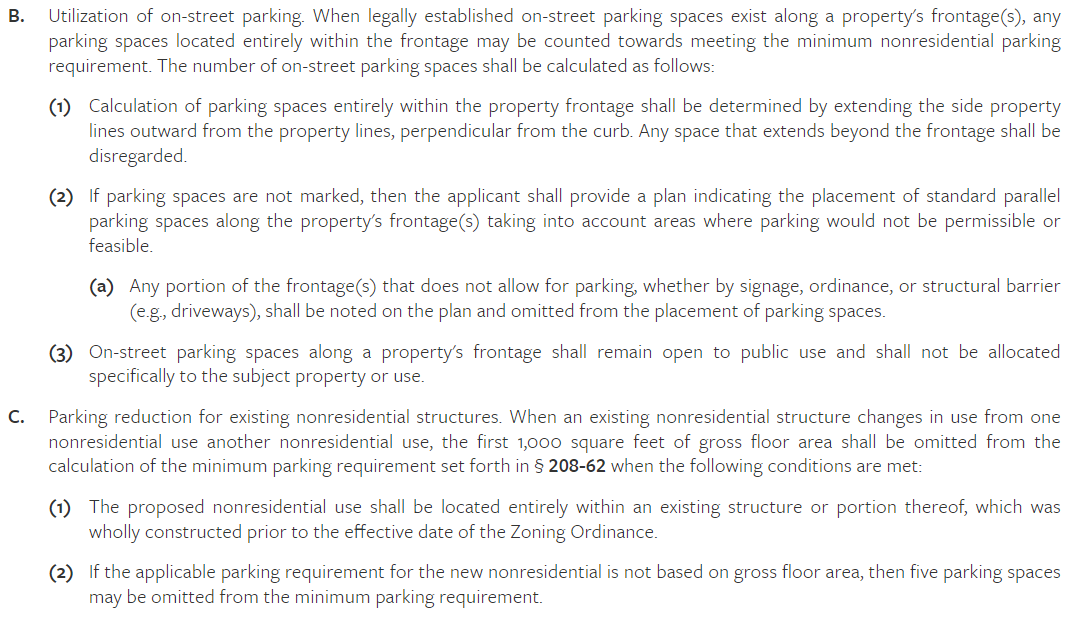 B. Utilization of on-street parking. When legally established on-street parking spaces exist along a property's frontage(s), any
parking spaces located entirely within the frontage may be counted towards meeting the minimum nonresidential parking
requirement. The number of on-street parking spaces shall be calculated as follows:
(1) Calculation of parking spaces entirely within the property frontage shall be determined by extending the side property
lines outward from the property lines, perpendicular from the curb. Any space that extends beyond the frontage shall be
disregarded.
(2) If parking spaces are not marked, then the applicant shall provide a plan indicating the placement of standard parallel
parking spaces along the property's frontage(s) taking into account areas where parking would not be permissible or
feasible.
(a) Any portion of the frontage(s) that does not allow for parking, whether by signage, ordinance, or structural barrier
(e.g., driveways), shall be noted on the plan and omitted from the placement of parking spaces.
(3) On-street parking spaces along a property's frontage shall remain open to public use and shall not be allocated
specifically to the subject property or use.
C. Parking reduction for existing nonresidential structures. When an existing nonresidential structure changes in use from one
nonresidential use another nonresidential use, the first 1,000 square feet of gross floor area shall be omitted from the
calculation of the minimum parking requirement set forth in § 208-62 when the following conditions are met:
(1) The proposed nonresidential use shall be located entirely within an existing structure or portion thereof, which was
wholly constructed prior to the effective date of the Zoning Ordinance.
(2) If the applicable parking requirement for the new nonresidential is not based on gross floor area, then five parking spaces
may be omitted from the minimum parking requirement.